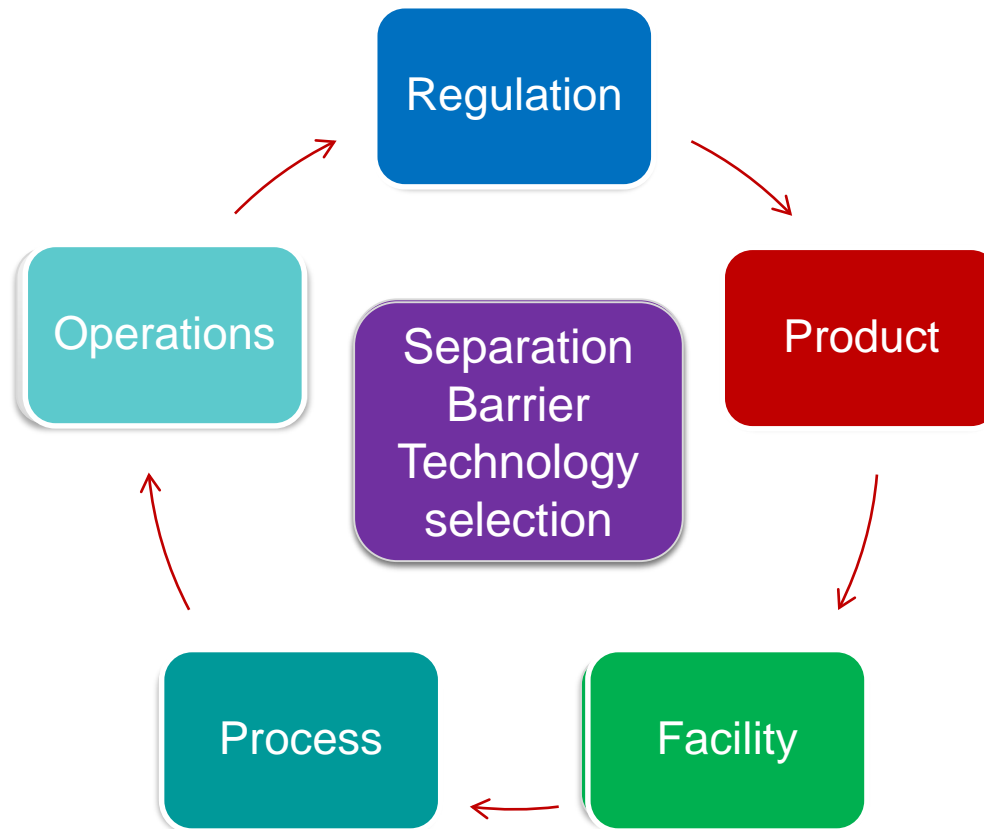 Regulation
Operations
Separation
Barrier
Technology
selection
Product
Process
Facility